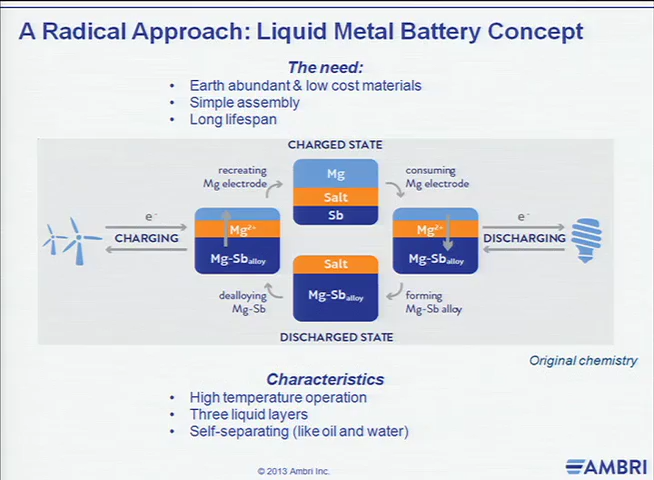 A Radical Approach: Liquid Metal Battery Concept
The need:
• Earth abundant & low cost materials
• Simple assembly
• Long lifespan
CHARGED STATE
recreating
Mg electrode
Mg
Salt
Sb
consuming
Mg electrode
e⁻
CHARGING
Mg²⁺
Mg-Sb alloy
Mg²⁺
Mg-Sb alloy
e⁻
DISCHARGING
dealloying
Mg-Sb
Salt
Mg-Sb alloy
forming
Mg-Sb alloy
DISCHARGED STATE
Original chemistry
Characteristics
• High temperature operation
• Three liquid layers
• Self-separating (like oil and water)
© 2013 Ambri Inc.
AMBRI